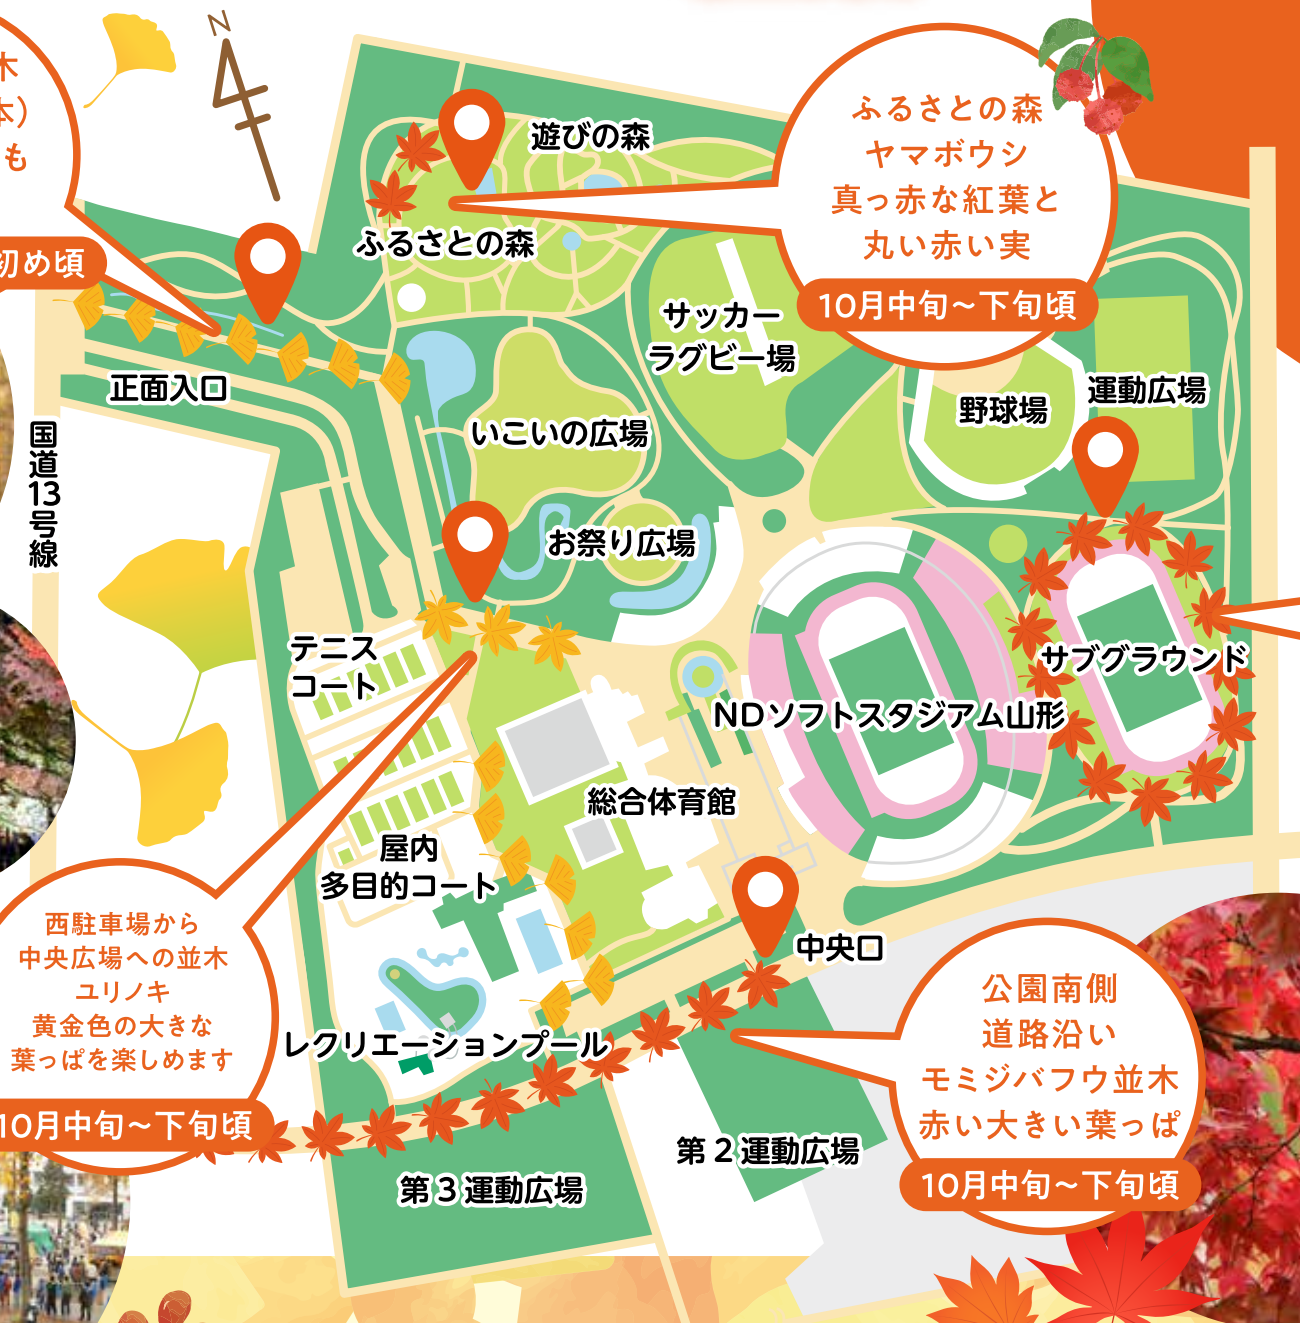 N
木
本）
も
初め頃
遊びの森
ふるさとの森
ふるさとの森
ヤマボウシ
真っ赤な紅葉と
丸い赤い実
10月中旬～下旬頃
サッカー
ラグビー場
正面入口
国道13号線
いこいの広場
野球場
運動広場
お祭り広場
テニス
コート
サブグラウンド
NDソフトスタジアム山形
総合体育館
屋内
多目的コート
中央口
西駐車場から
中央広場への並木
ユリノキ
黄金色の大きな
葉っぱを楽しめます
10月中旬～下旬頃
レクリエーションプール
公園南側
道路沿い
モミジバフウ並木
赤い大きい葉っぱ
10月中旬～下旬頃
第２運動広場
第３運動広場